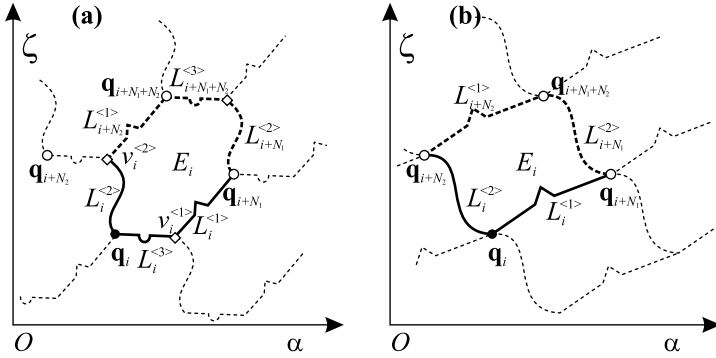 (a)
ζ
q_{i+N_1+N_2}
L^{<3>}_{i+N_1+N_2}
L^{<1>}_{i+N_2}
v_i^{<2>}
L^{<2>}_{i+N_1}
E_i
q_{i+N_2}
q_{i+N_1}
L_i^{<2>}
v_i^{<1>}
L_i^{<1>}
q_i
L_i^{<3>}
O
α
(b)
ζ
q_{i+N_1+N_2}
L^{<1>}_{i+N_2}
L^{<2>}_{i+N_1}
E_i
q_{i+N_2}
L_i^{<2>}
q_{i+N_1}
L_i^{<1>}
q_i
O
α